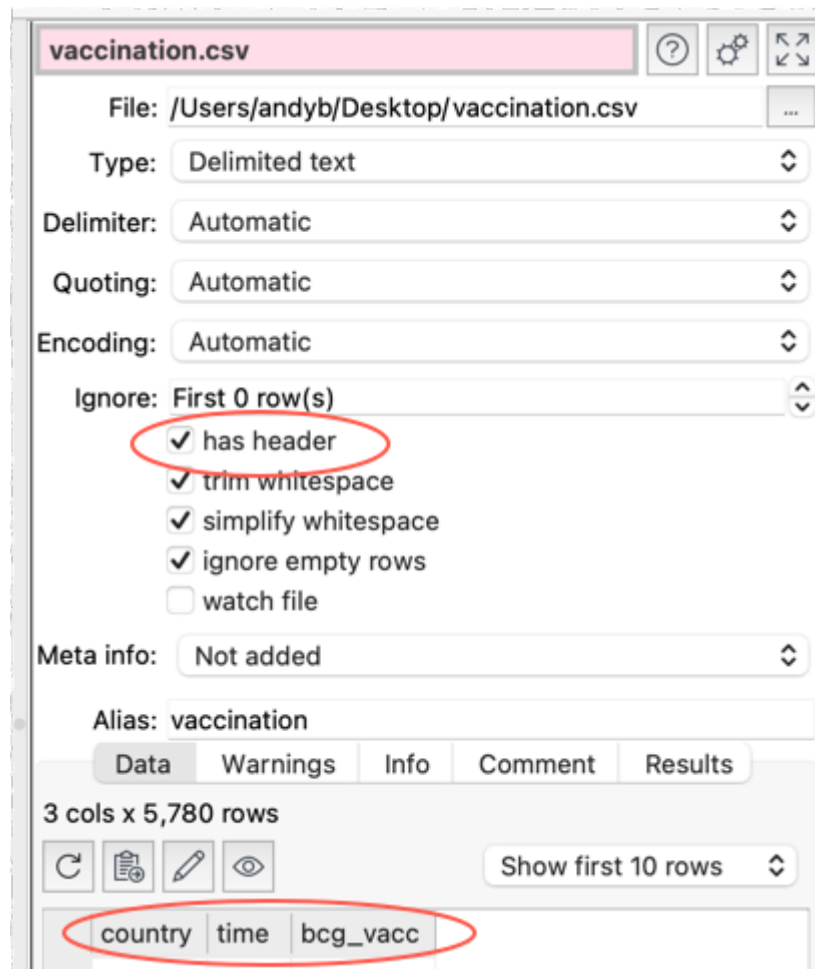 vaccination.csv
File: /Users/andyb/Desktop/vaccination.csv ...
Type: Delimited text
Delimiter: Automatic
Quoting: Automatic
Encoding: Automatic
Ignore: First 0 row(s)
has header
trim whitespace
simplify whitespace
ignore empty rows
watch file
Meta info: Not added
Alias: vaccination
Data Warnings Info Comment Results
3 cols x 5,780 rows
Show first 10 rows
country time bcg_vacc